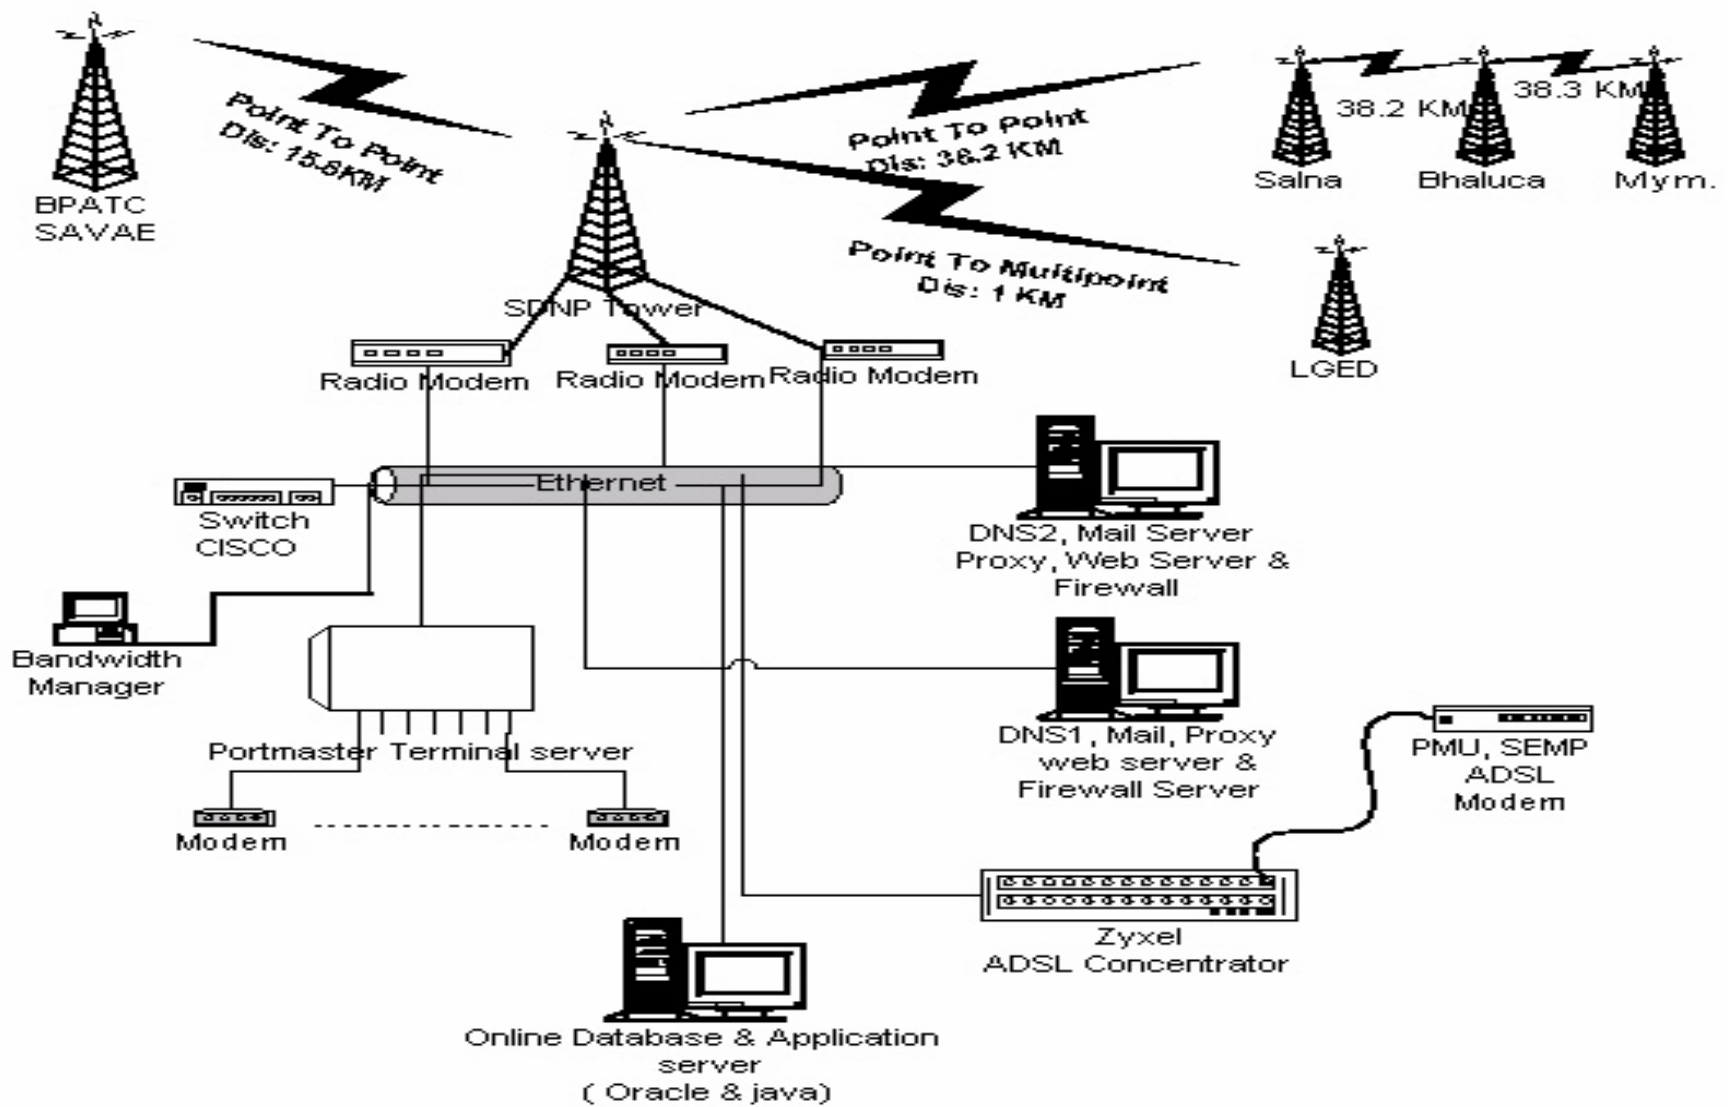 Point To Point
Dis: 15.6KM
BPATC
SAVAE
Point To Point
Dis: 38.2 KM
38.2 KM
38.3 KM
Salna
Bhaluca
Mym.
Point To Multipoint
Dis: 1 KM
LGED
SDNP Tower
Radio Modem
Radio Modem
Radio Modem
Ethernet
Switch
CISCO
DNS2, Mail Server
Proxy, Web Server &
Firewall
Bandwidth
Manager
Portmaster Terminal server
Modem
Modem
DNS1, Mail, Proxy
web server &
Firewall Server
PMU, SEMP
ADSL
Modem
Zyxel
ADSL Concentrator
Online Database & Application
server
( Oracle & java)